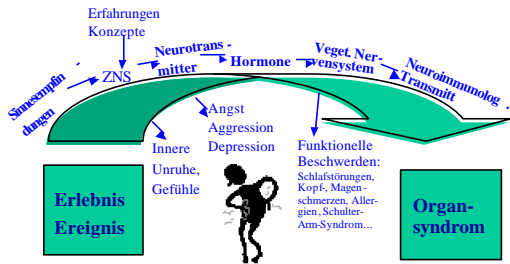 Erfahrungen
Konzepte
Sinnesempfin -
dungen
ZNS
Neurotrans -
mitter
Hormone
Veget. Ner-
vensystem
Neuroimmunolog .
Transmitt
Innere
Unruhe,
Gefühle
Angst
Aggression
Depression
Funktionelle
Beschwerden:
Schlafstörungen,
Kopf-, Magen-
schmerzen, Aller-
gien, Schulter-
Arm-Syndrom...
Erlebnis
Ereignis
Organ-
syndrom